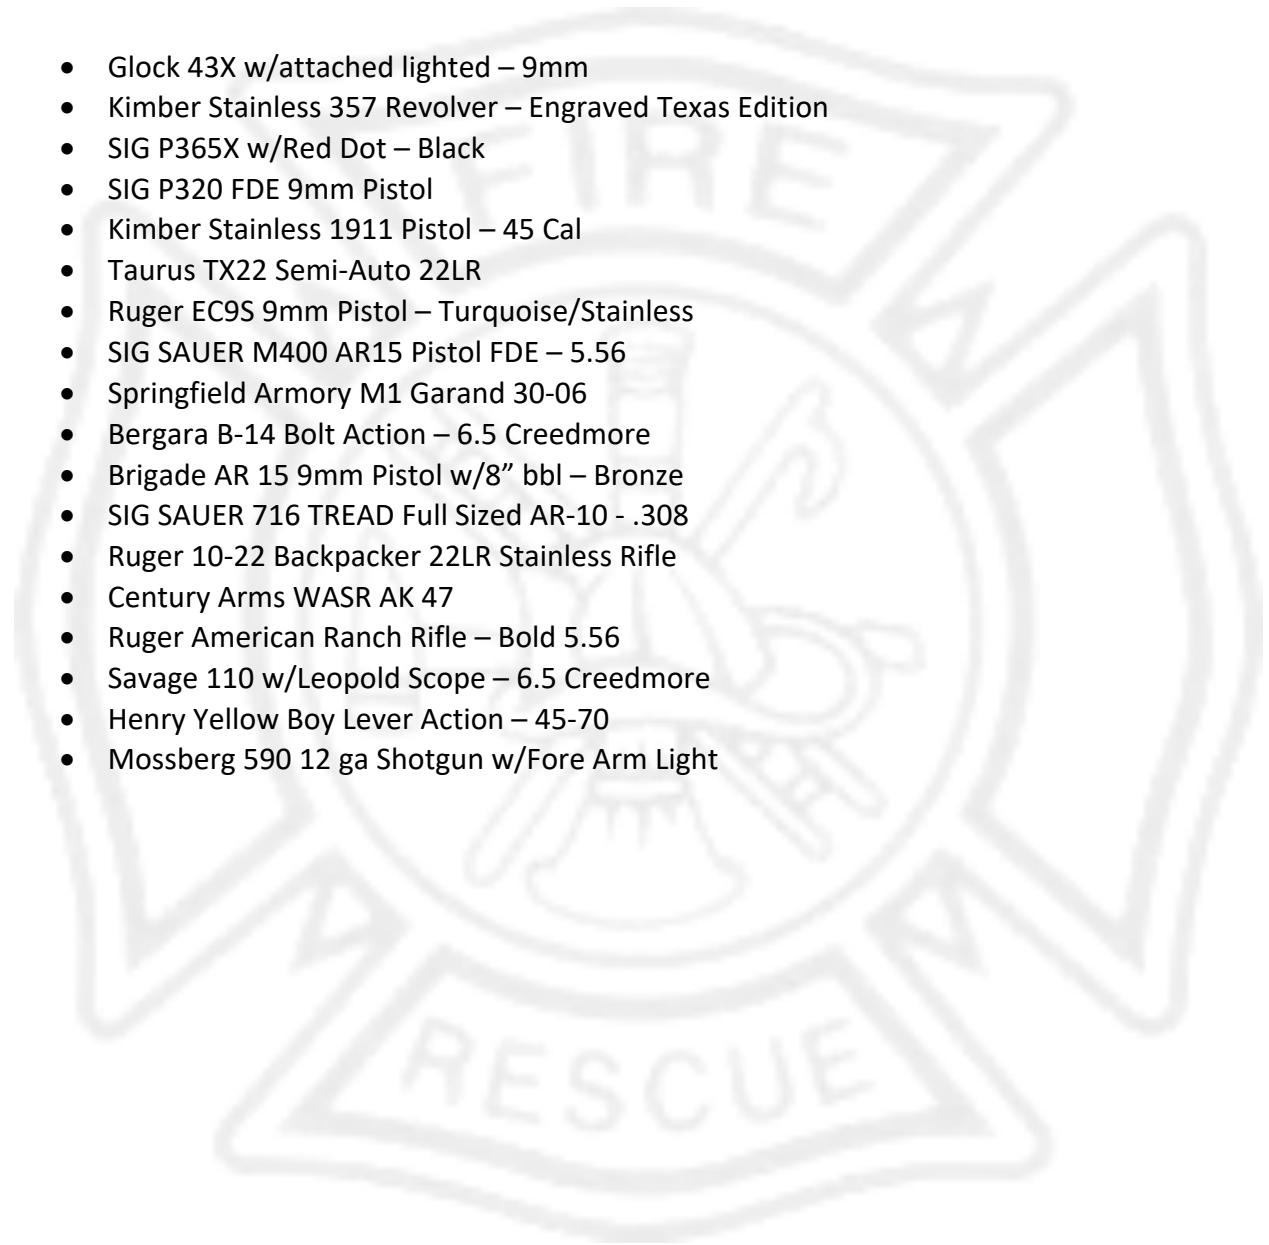 FIRE
• Glock 43X w/attached lighted – 9mm
• Kimber Stainless 357 Revolver – Engraved Texas Edition
• SIG P365X w/Red Dot – Black
• SIG P320 FDE 9mm Pistol
• Kimber Stainless 1911 Pistol – 45 Cal
• Taurus TX22 Semi-Auto 22LR
• Ruger EC9S 9mm Pistol – Turquoise/Stainless
• SIG SAUER M400 AR15 Pistol FDE – 5.56
• Springfield Armory M1 Garand 30-06
• Bergara B-14 Bolt Action – 6.5 Creedmore
• Brigade AR 15 9mm Pistol w/8” bbl – Bronze
• SIG SAUER 716 TREAD Full Sized AR-10 - .308
• Ruger 10-22 Backpacker 22LR Stainless Rifle
• Century Arms WASR AK 47
• Ruger American Ranch Rifle – Bold 5.56
• Savage 110 w/Leopold Scope – 6.5 Creedmore
• Henry Yellow Boy Lever Action – 45-70
• Mossberg 590 12 ga Shotgun w/Fore Arm Light
RESCUE